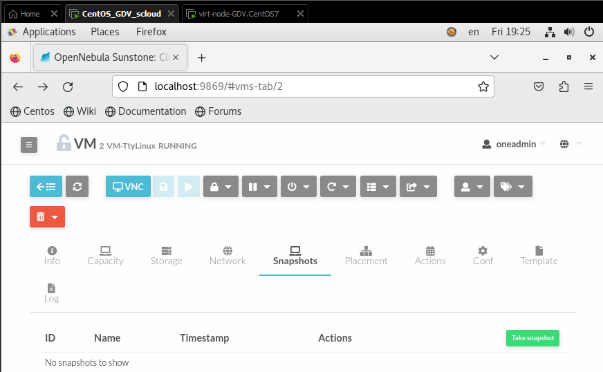 Home CentOS_GDV_scloud virt-node-GDV.CentOS7
Applications Places Firefox en Fri 19:25
OpenNebula Sunstone: Cl
localhost:9869/#vms-tab/2
Centos Wiki Documentation Forums
VM 2 VM-TtyLinux RUNNING oneadmin
VNC
Info Capacity Storage Network Snapshots Placement Actions Conf Template
Log
ID Name Timestamp Actions Take snapshot
No snapshots to show